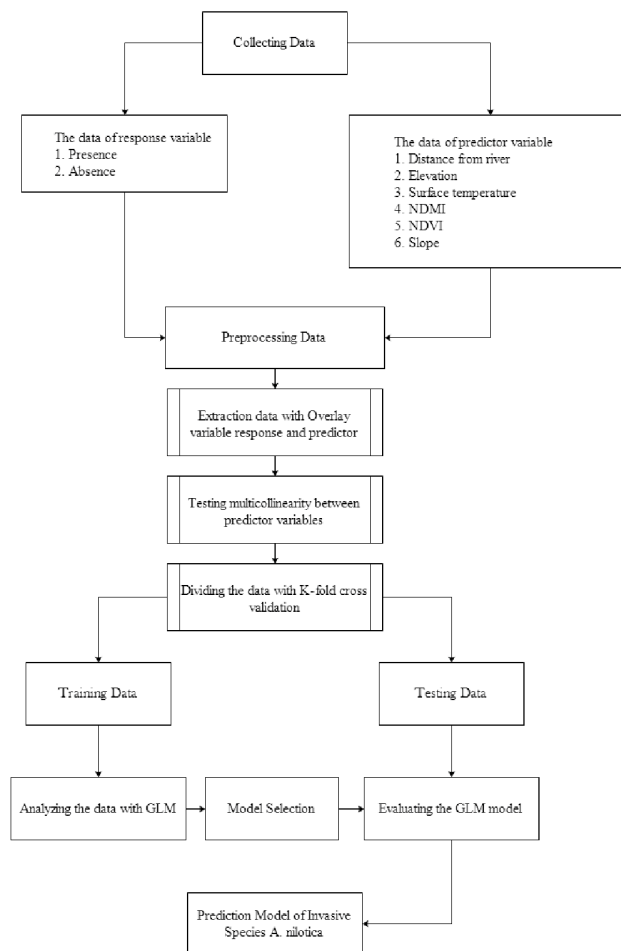 Collecting Data
The data of response variable
1. Presence
2. Absence
The data of predictor variable
1. Distance from river
2. Elevation
3. Surface temperature
4. NDMI
5. NDVI
6. Slope
Preprocessing Data
Extraction data with Overlay
variable response and predictor
Testing multicollinearity between
predictor variables
Dividing the data with K-fold cross
validation
Training Data
Testing Data
Analyzing the data with GLM
Model Selection
Evaluating the GLM model
Prediction Model of Invasive
Species A. nilotica